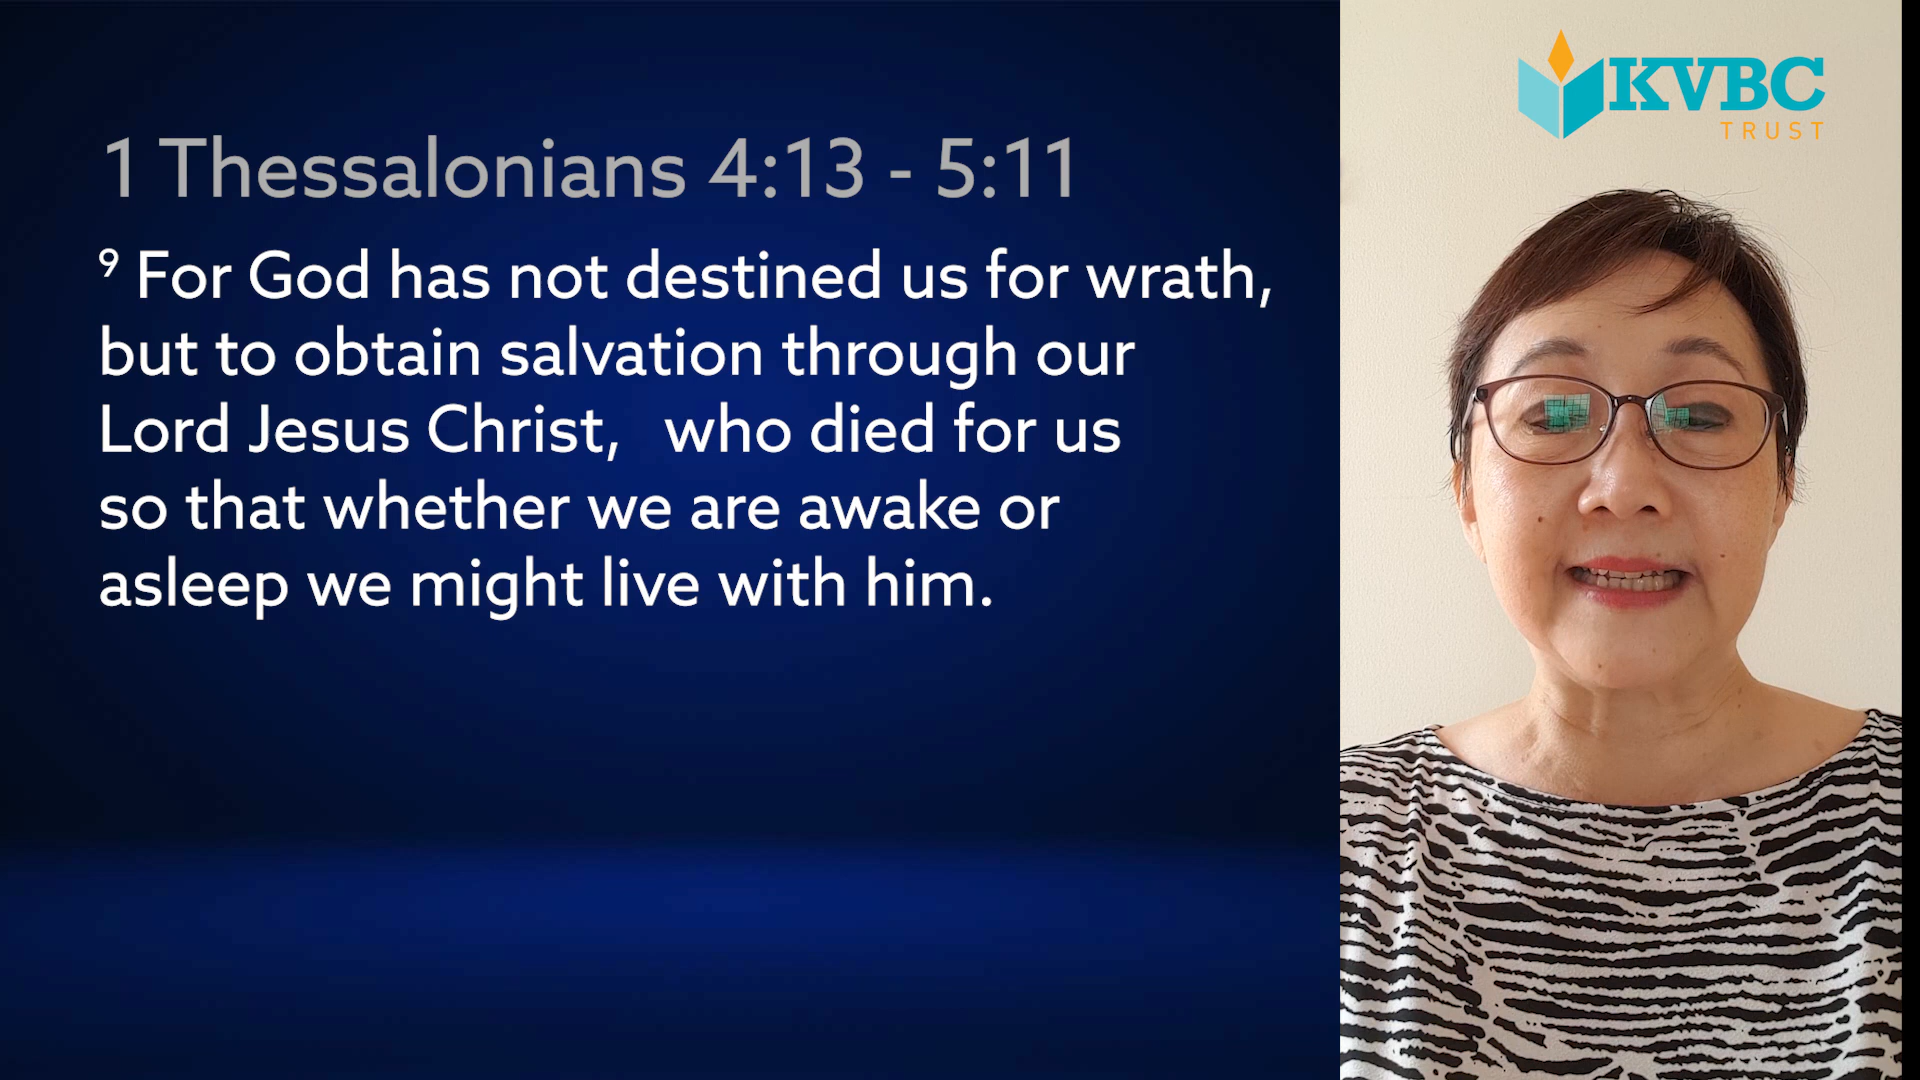 1 Thessalonians 4:13 - 5:11
⁹ For God has not destined us for wrath,
but to obtain salvation through our
Lord Jesus Christ, who died for us
so that whether we are awake or
asleep we might live with him.
KVBC
TRUST